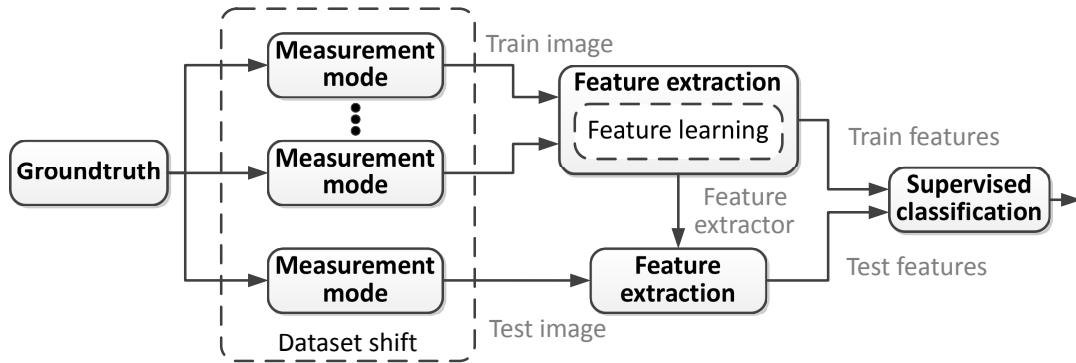 Groundtruth
Measurement
mode
Measurement
mode
Measurement
mode
Dataset shift
Train image
Test image
Feature extraction
Feature learning
Feature
extractor
Feature
extraction
Train features
Test features
Supervised
classification